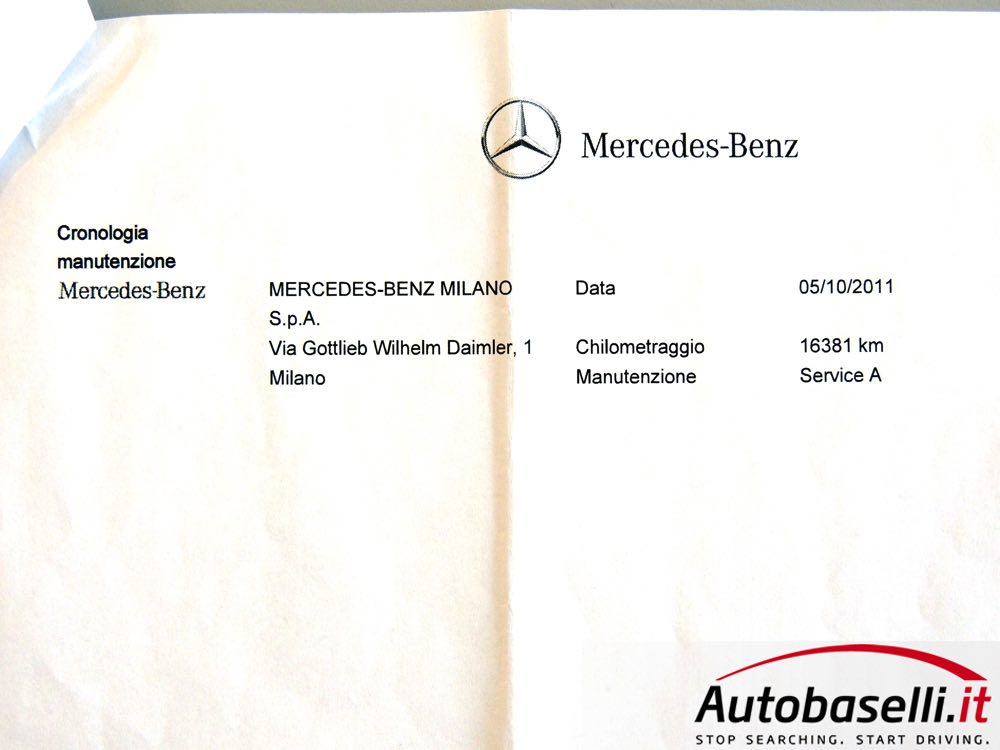 Mercedes-Benz
Cronologia
manutenzione
Mercedes-Benz
MERCEDES-BENZ MILANO
S.p.A.
Via Gottlieb Wilhelm Daimler, 1
Milano
Data 05/10/2011
Chilometraggio 16381 km
Manutenzione Service A
Autobaselli.it
STOP SEARCHING. START DRIVING.